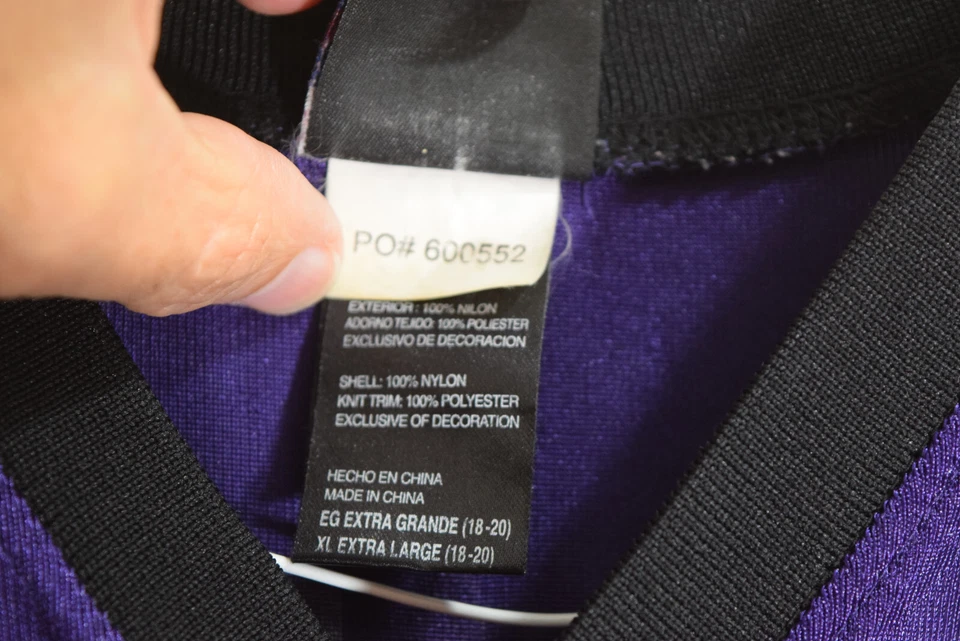 PO# 600552
EXTERIOR: 100% NILON
ADORNO TEJIDO: 100% POLIESTER
EXCLUSIVO DE DECORACION
SHELL: 100% NYLON
KNIT TRIM: 100% POLYESTER
EXCLUSIVE OF DECORATION
HECHO EN CHINA
MADE IN CHINA
EG EXTRA GRANDE (18-20)
XL EXTRA LARGE (18-20)